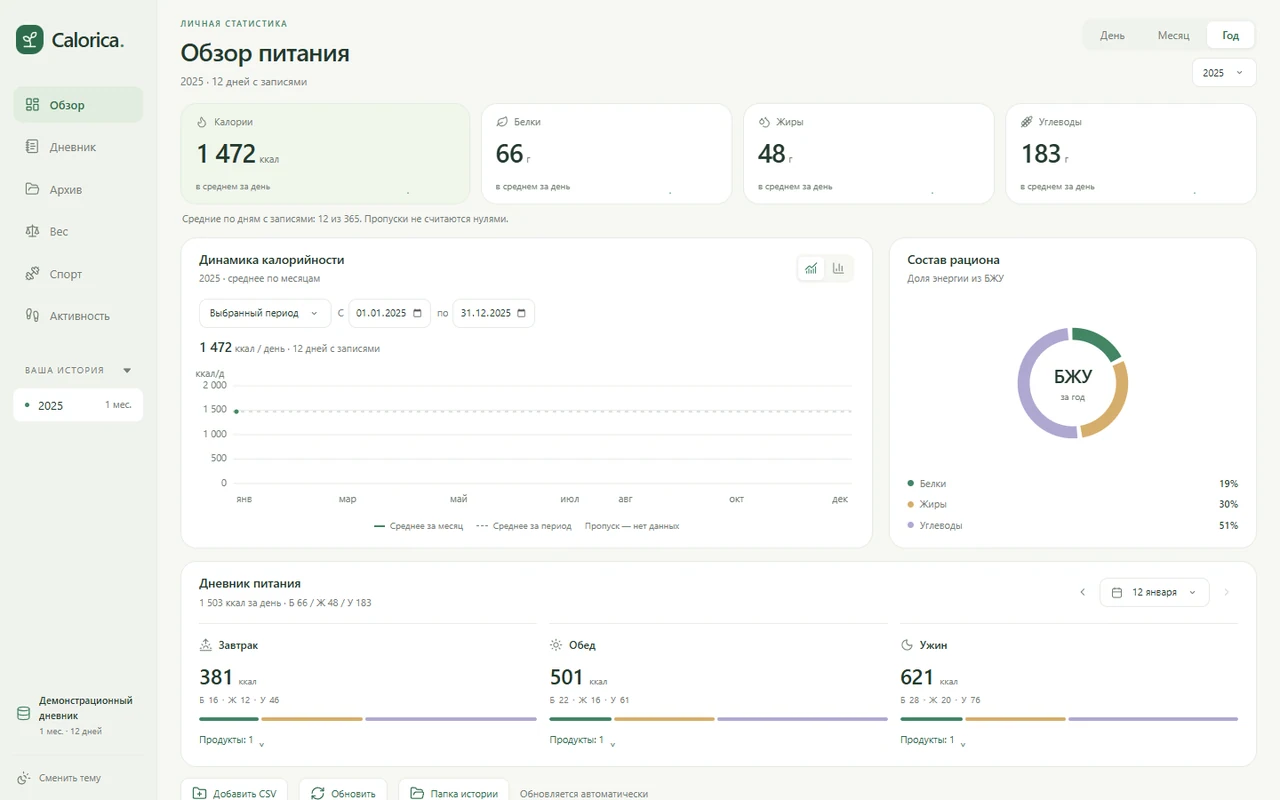 Calorica.
Обзор
Дневник
Архив
Вес
Спорт
Активность
ВАША ИСТОРИЯ
2025 1 мес.
Демонстрационный
дневник
1 мес. · 12 дней
Сменить тему
ЛИЧНАЯ СТАТИСТИКА
Обзор питания
2025 · 12 дней с записями
День Месяц Год
2025
Калории
1 472 ккал
в среднем за день
Белки
66 г
в среднем за день
Жиры
48 г
в среднем за день
Углеводы
183 г
в среднем за день
Средние по дням с записями: 12 из 365. Пропуски не считаются нулями.
Динамика калорийности
2025 · среднее по месяцам
Выбранный период С 01.01.2025 по 31.12.2025
1 472 ккал / день · 12 дней с записями
ккал/д
2 000
1 500
1 000
500
0
янв мар май июл авг окт дек
Среднее за месяц Среднее за период Пропуск — нет данных
Состав рациона
Доля энергии из БЖУ
БЖУ
за год
Белки 19%
Жиры 30%
Углеводы 51%
Дневник питания
1 503 ккал за день · Б 66 / Ж 48 / У 183
12 января
Завтрак
381 ккал
Б 16 · Ж 12 · У 46
Продукты: 1
Обед
501 ккал
Б 22 · Ж 16 · У 61
Продукты: 1
Ужин
621 ккал
Б 28 · Ж 20 · У 76
Продукты: 1
Добавить CSV Обновить Папка истории Обновляется автоматически